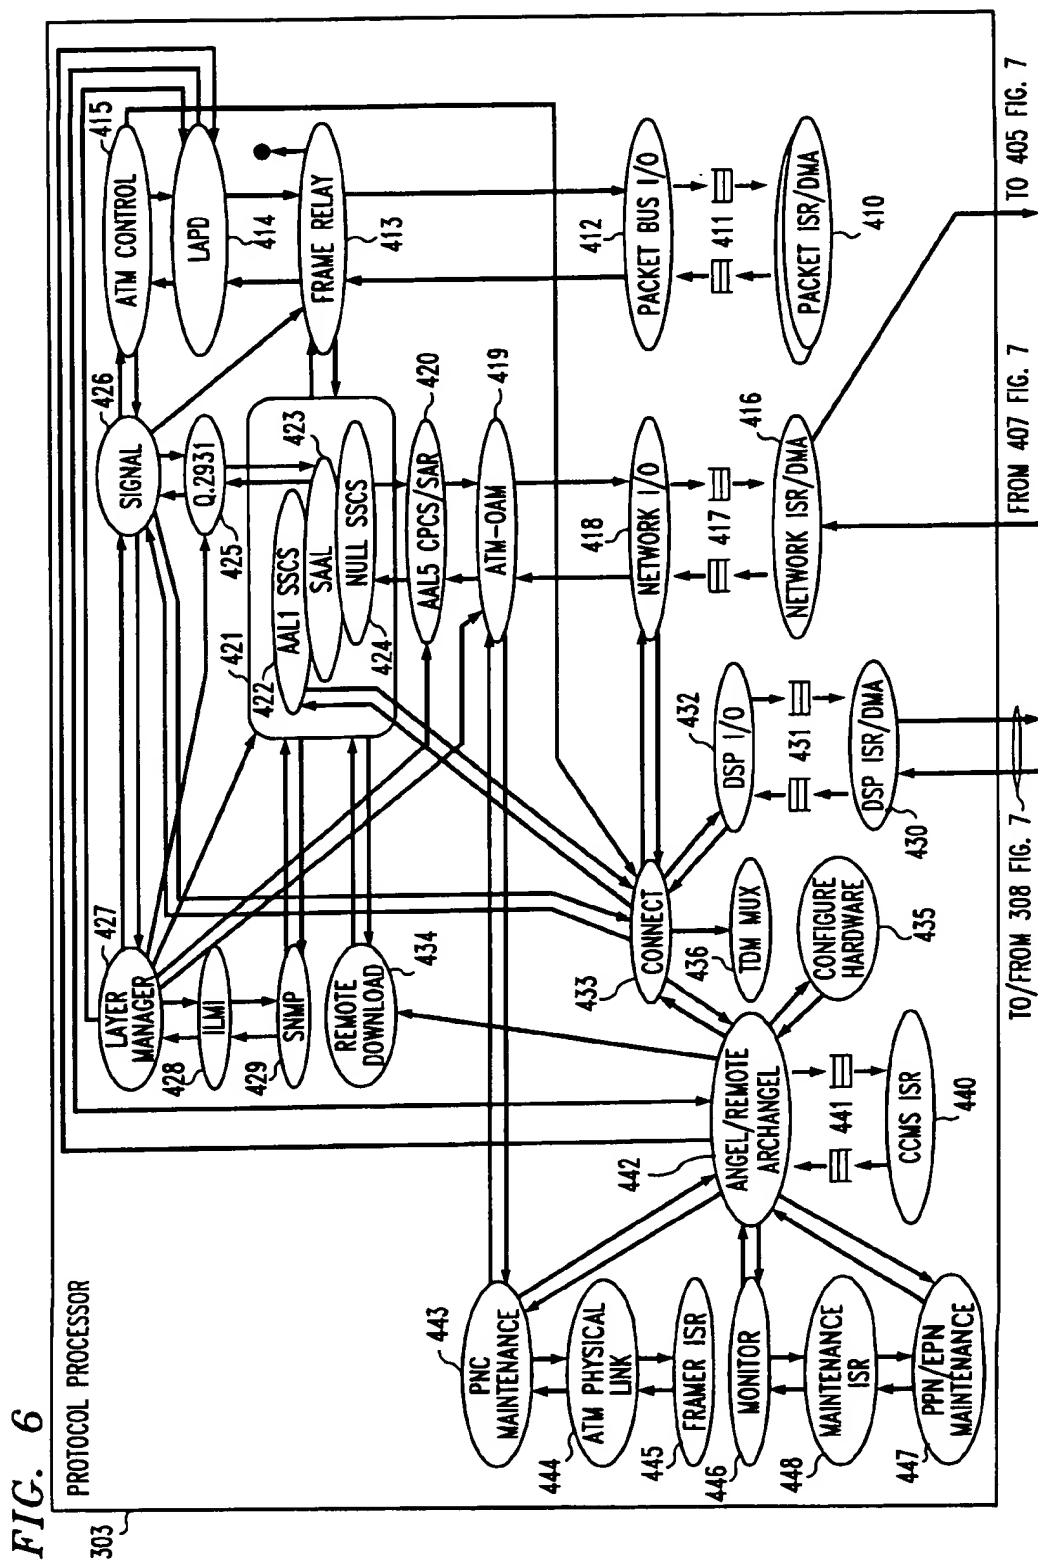 FIG. 6
303
PROTOCOL PROCESSOR
LAYER
MANAGER
427
SIGNAL
426
ATM CONTROL
415
ILMI
428
Q.2931
425
LAPD
414
SNMP
429
421
422
AAL1 SSCS
SAAL
423
NULL SSCS
424
FRAME RELAY
413
REMOTE
DOWNLOAD
434
AAL5 CPCS/SAR
420
PNC
MAINTENANCE
443
ATM-OAM
419
ATM PHYSICAL
LINK
444
FRAMER ISR
445
CONNECT
433
NETWORK I/O
418
PACKET BUS I/O
412
417
411
MONITOR
446
ANGEL/REMOTE
ARCHANGEL
442
TDM MUX
436
DSP I/O
432
431
NETWORK ISR/DMA
416
PACKET ISR/DMA
410
MAINTENANCE
ISR
448
441
CONFIGURE
HARDWARE
435
DSP ISR/DMA
430
PPN/EPN
MAINTENANCE
447
CCMS ISR
440
TO/FROM 308 FIG. 7
FROM 407 FIG. 7
TO 405 FIG. 7